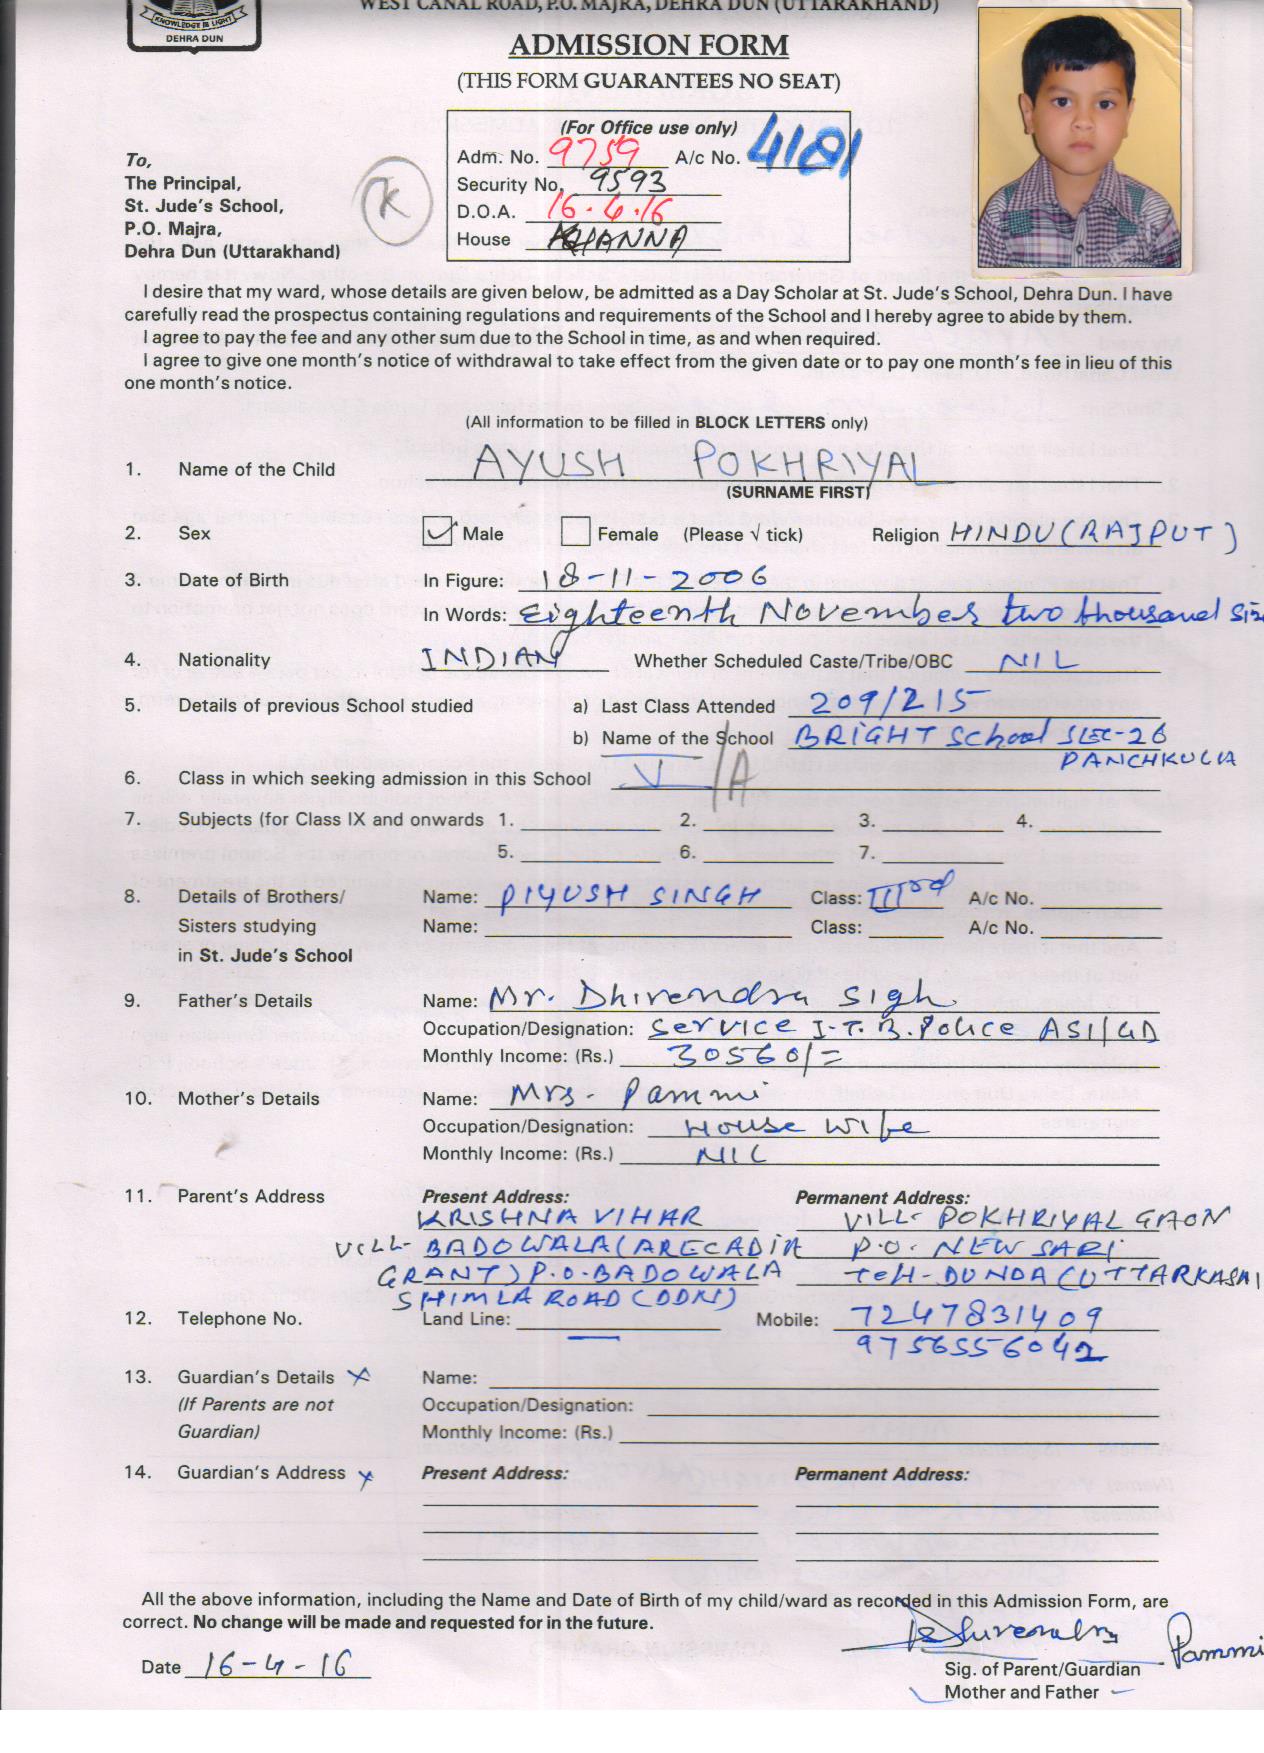 WEST CANAL ROAD, P.O. MAJRA, DEHRA DUN (UTTARAKHAND)
KNOWLEDGE IS LIGHT
DEHRA DUN
ADMISSION FORM
(THIS FORM GUARANTEES NO SEAT)
(For Office use only)
Adm. No. 9759 A/c No. 4181
Security No. 9593
D.O.A. 16.4.16
House KHANNA
To,
The Principal,
St. Jude's School,
P.O. Majra,
Dehra Dun (Uttarakhand)
I desire that my ward, whose details are given below, be admitted as a Day Scholar at St. Jude's School, Dehra Dun. I have
carefully read the prospectus containing regulations and requirements of the School and I hereby agree to abide by them.
I agree to pay the fee and any other sum due to the School in time, as and when required.
I agree to give one month's notice of withdrawal to take effect from the given date or to pay one month's fee in lieu of this
one month's notice.
(All information to be filled in BLOCK LETTERS only)
1. Name of the Child AYUSH POKHRIYAL
(SURNAME FIRST)
2. Sex Male Female (Please √ tick) Religion HINDU (RAJPUT)
3. Date of Birth In Figure: 18-11-2006
In Words: Eighteenth November two thousand six
4. Nationality INDIAN Whether Scheduled Caste/Tribe/OBC NIL
5. Details of previous School studied a) Last Class Attended 209/215
b) Name of the School BRIGHT School SEC-26
PANCHKULA
6. Class in which seeking admission in this School V /A
7. Subjects (for Class IX and onwards 1. 2. 3. 4.
5. 6. 7.
8. Details of Brothers/ Name: PIYUSH SINGH Class: IIIrd A/c No.
Sisters studying Name: Class: A/c No.
in St. Jude's School
9. Father's Details Name: Mr. Dhirendra Sigh
Occupation/Designation: Service I.T.B. Police ASI/GD
Monthly Income: (Rs.) 30560/=
10. Mother's Details Name: Mrs. Pammi
Occupation/Designation: House wife
Monthly Income: (Rs.) NIL
11. Parent's Address Present Address: Permanent Address:
KRISHNA VIHAR VILL- POKHRIYAL GAON
VILL- BADOWALA (ARECADIA P.O. NEW SARI
GRANT) P.O. BADOWALA TEH- DUNDA (UTTARKASHI
SHIMLA ROAD (DDN)
12. Telephone No. Land Line: — Mobile: 7247831409
9756556042
13. Guardian's Details x Name:
(If Parents are not Occupation/Designation:
Guardian) Monthly Income: (Rs.)
14. Guardian's Address x Present Address: Permanent Address:
All the above information, including the Name and Date of Birth of my child/ward as recorded in this Admission Form, are
correct. No change will be made and requested for in the future.
Dhirendra Pammi
Date 16-4-16
Sig. of Parent/Guardian
Mother and Father